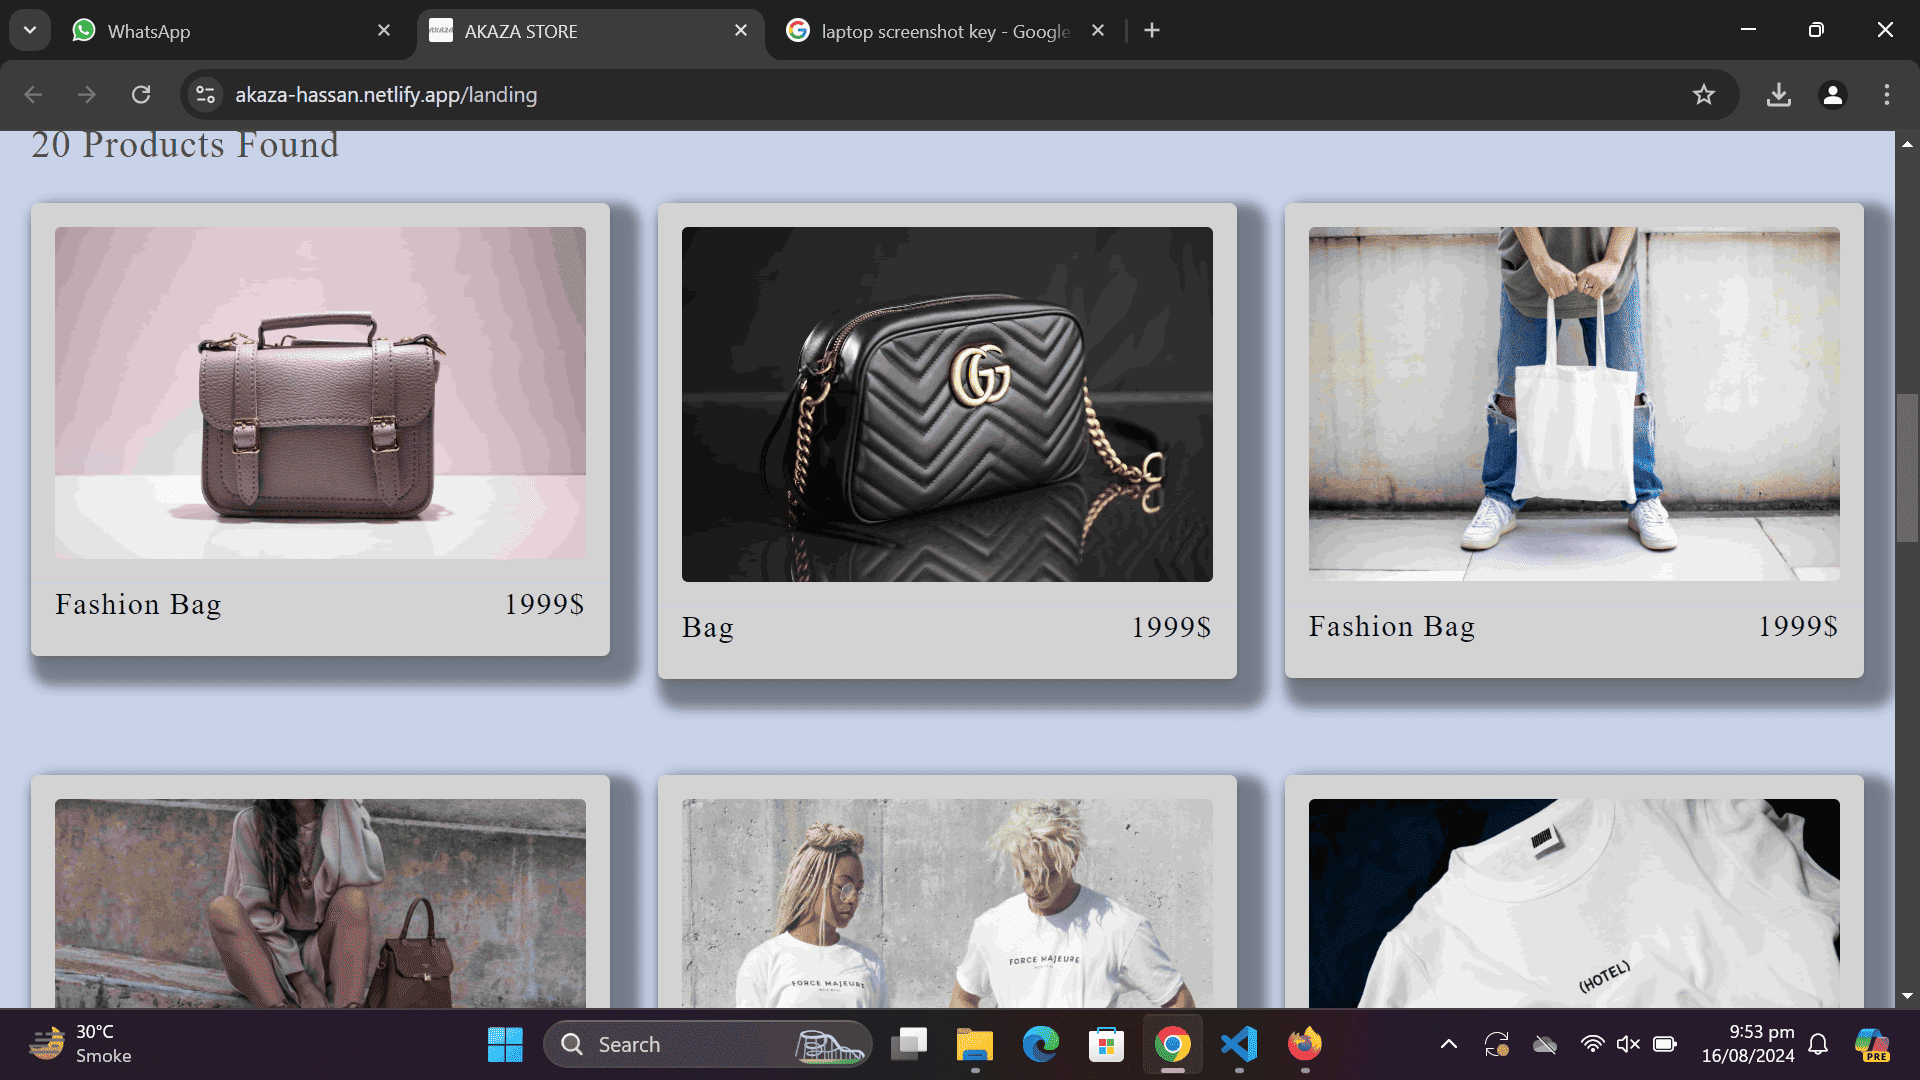 WhatsApp
AKAZA STORE
laptop screenshot key - Google
akaza-hassan.netlify.app/landing
20 Products Found
Fashion Bag 1999$
Bag 1999$
Fashion Bag 1999$
FORCE MAJEURE
FORCE MAJEURE
(HOTEL)
30°C
Smoke
Search
9:53 pm
16/08/2024
PRE